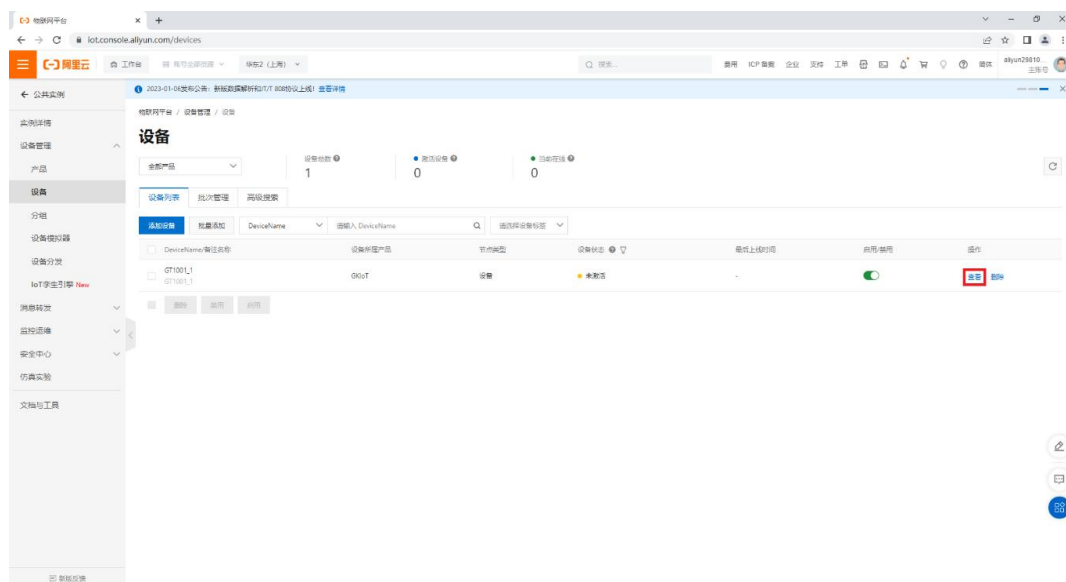 物联网平台
iot.console.aliyun.com/devices
阿里云
工作台
账号全部资源
华东2（上海）
搜索...
费用 ICP备案 企业 支持 工单
简体
aliyun29810...
主账号
公共实例
2023-01-06发布公告：新版数据解析和JT/T 808协议上线！查看详情
物联网平台 / 设备管理 / 设备
实例详情
设备
设备管理
全部产品
设备总数
激活设备
当前在线
1
0
0
产品
设备
设备列表 批次管理 高级搜索
分组
添加设备 批量添加 DeviceName 请输入 DeviceName 请选择设备标签
设备模拟器
DeviceName/备注名称 设备所属产品 节点类型 设备状态 最后上线时间 启用/禁用 操作
设备分发
GT1001_1 GKIoT 设备 未激活 - 查看 删除
GT1001_1
IoT孪生引擎 New
消息转发
删除 禁用 启用
监控运维
安全中心
仿真实验
文档与工具
新版反馈